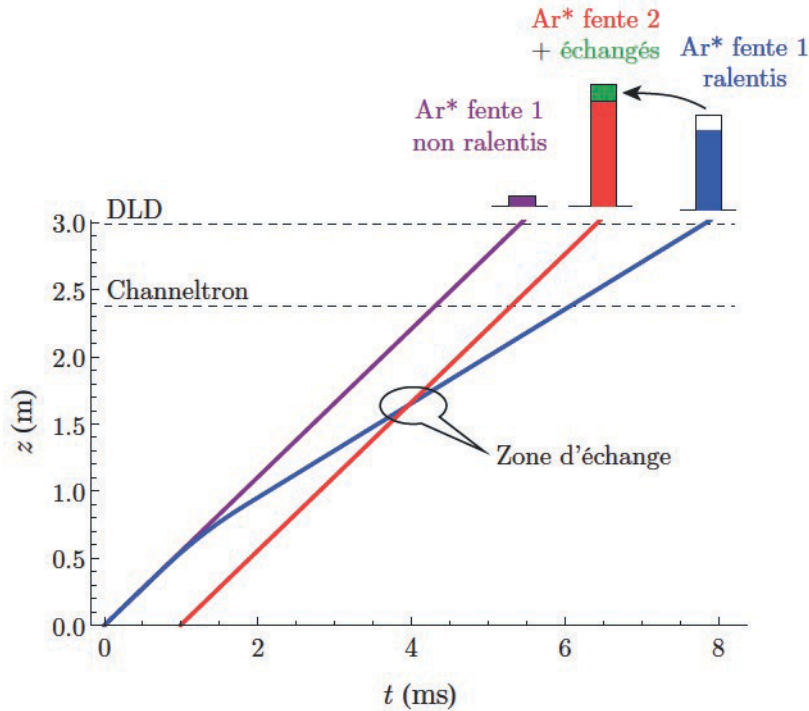 Ar* fente 2
+ échangés
Ar* fente 1
ralentis
Ar* fente 1
non ralentis
DLD
3.0
Channeltron
2.5
2.0
1.5
Zone d'échange
1.0
0.5
0.0
z (m)
0 2 4 6 8
t (ms)